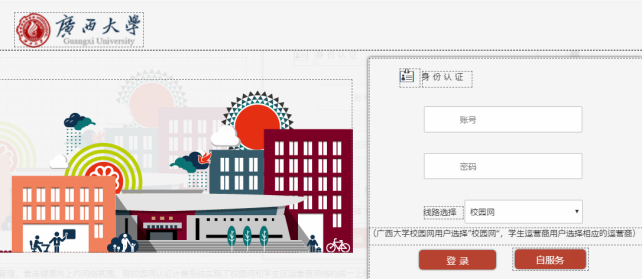 廣西大學
Guangxi University
身份认证
账号
密码
线路选择 校园网
(广西大学校园网用户选择"校园网", 学生运营商用户选择相应的运营商)
登 录 自服务